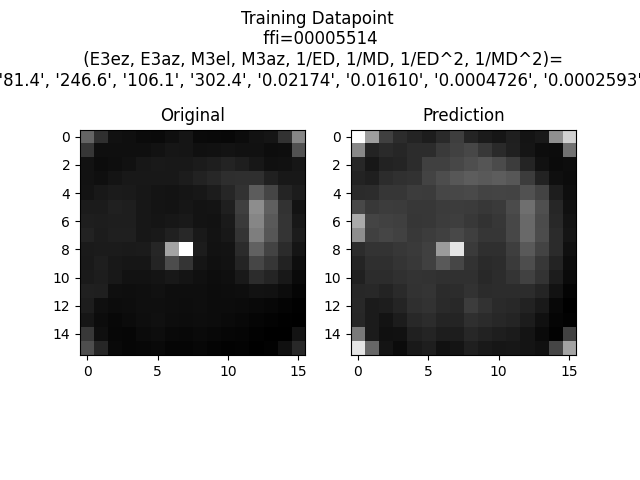 Training Datapoint
ffi=00005514
(E3ez, E3az, M3el, M3az, 1/ED, 1/MD, 1/ED^2, 1/MD^2)=
'81.4', '246.6', '106.1', '302.4', '0.02174', '0.01610', '0.0004726', '0.0002593'
Original Prediction
0 0
2 2
4 4
6 6
8 8
10 10
12 12
14 14
0 5 10 15 0 5 10 15